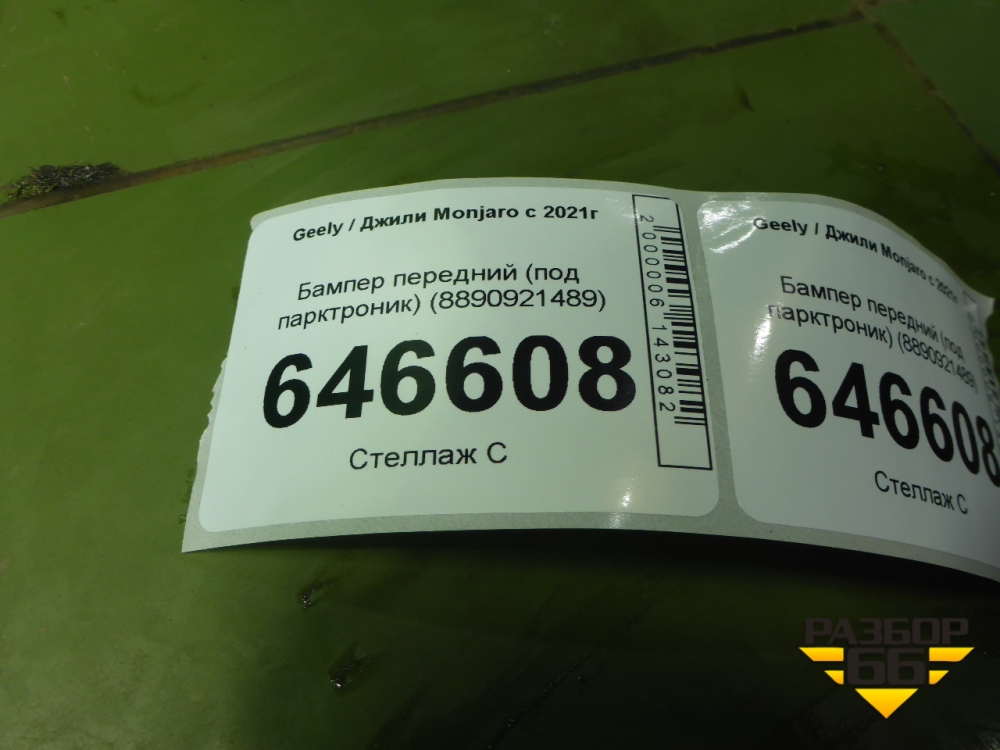 Geely / Джили Monjaro с 2021г
Бампер передний (под
парктроник) (8890921489)
646608
Стеллаж С
2000006143082
Geely / Джили Monjaro с 2021г
Бампер передний (под
парктроник) (8890921489)
646608
Стеллаж С
РАЗБОР
66